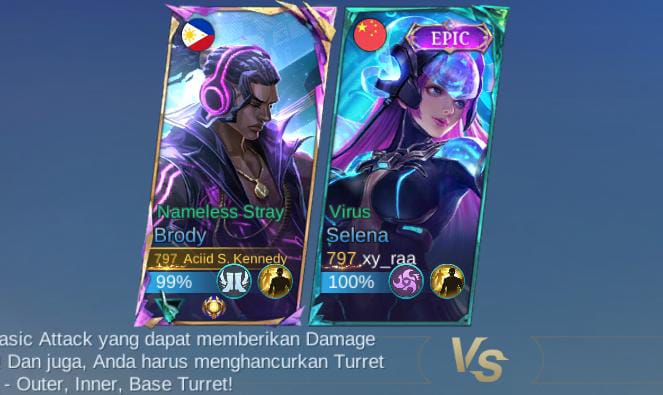 EPIC
Nameless Stray
Brody
797 Aciid S. Kennedy
99%
Virus
Selena
797 xy_raa
100%
asic Attack yang dapat memberikan Damage
! Dan juga, Anda harus menghancurkan Turret
- Outer, Inner, Base Turret!
VS